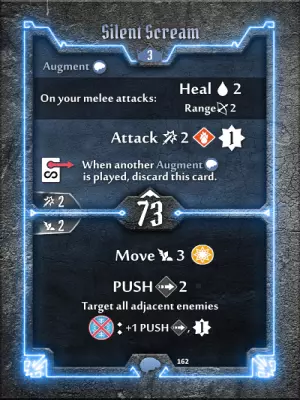 Silent Scream
3
Augment
On your melee attacks:
Heal 2
Range 2
Attack 2 1
When another Augment
is played, discard this card.
2
73
2
Move 3
PUSH 2
Target all adjacent enemies
: +1 PUSH , 1
162